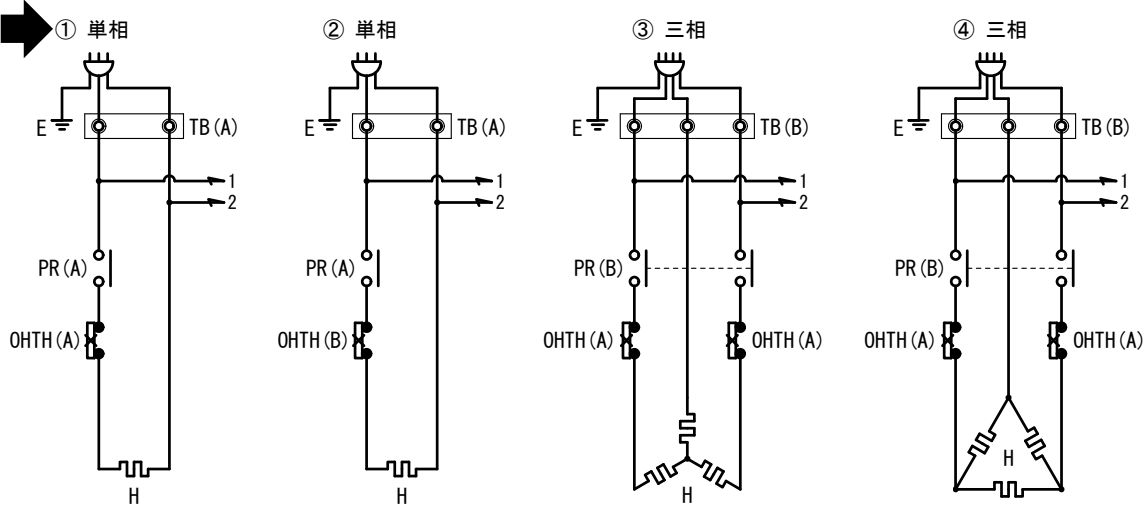 ① 単相
② 単相
③ 三相
④ 三相
E
TB(A)
E
TB(A)
E
TB(B)
E
TB(B)
1
1
1
1
2
2
2
2
PR(A)
PR(A)
PR(B)
PR(B)
OHTH(A)
OHTH(B)
OHTH(A)
OHTH(A)
OHTH(A)
OHTH(A)
H
H
H
H